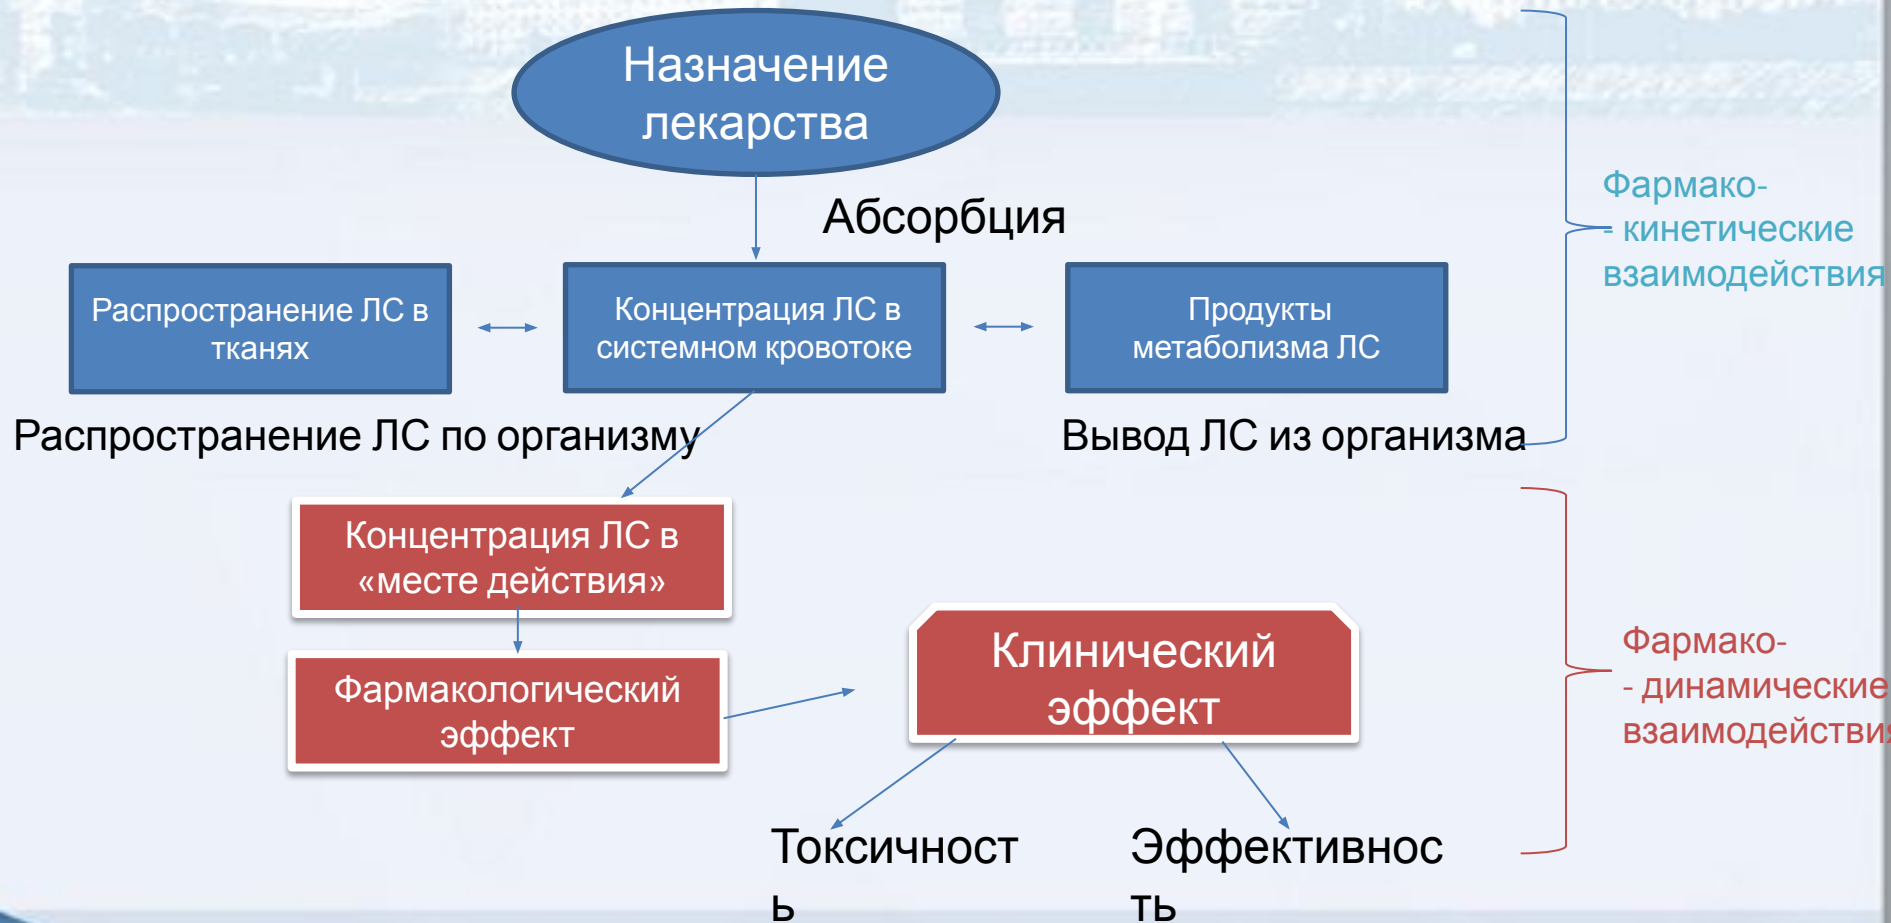 Назначение
лекарства
Абсорбция
Фармако-
- кинетические
взаимодействия
Распространение ЛС в
тканях
Концентрация ЛС в
системном кровотоке
Продукты
метаболизма ЛС
Распространение ЛС по организму
Вывод ЛС из организма
Концентрация ЛС в
«месте действия»
Фармакологический
эффект
Клинический
эффект
Фармако-
- динамические
взаимодействия
Токсичност
ь
Эффективнос
ть